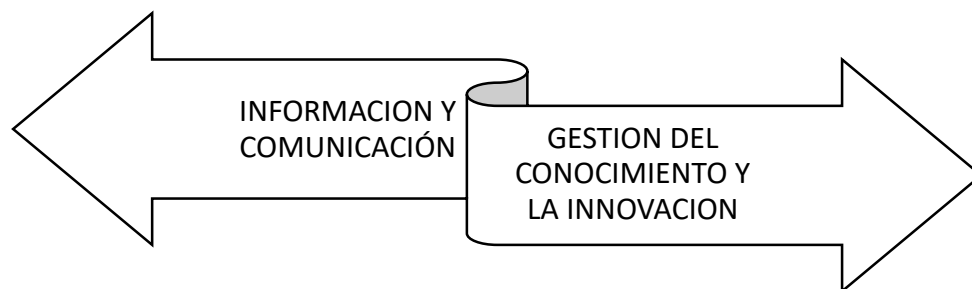 INFORMACION Y
COMUNICACIÓN
GESTION DEL
CONOCIMIENTO Y
LA INNOVACION